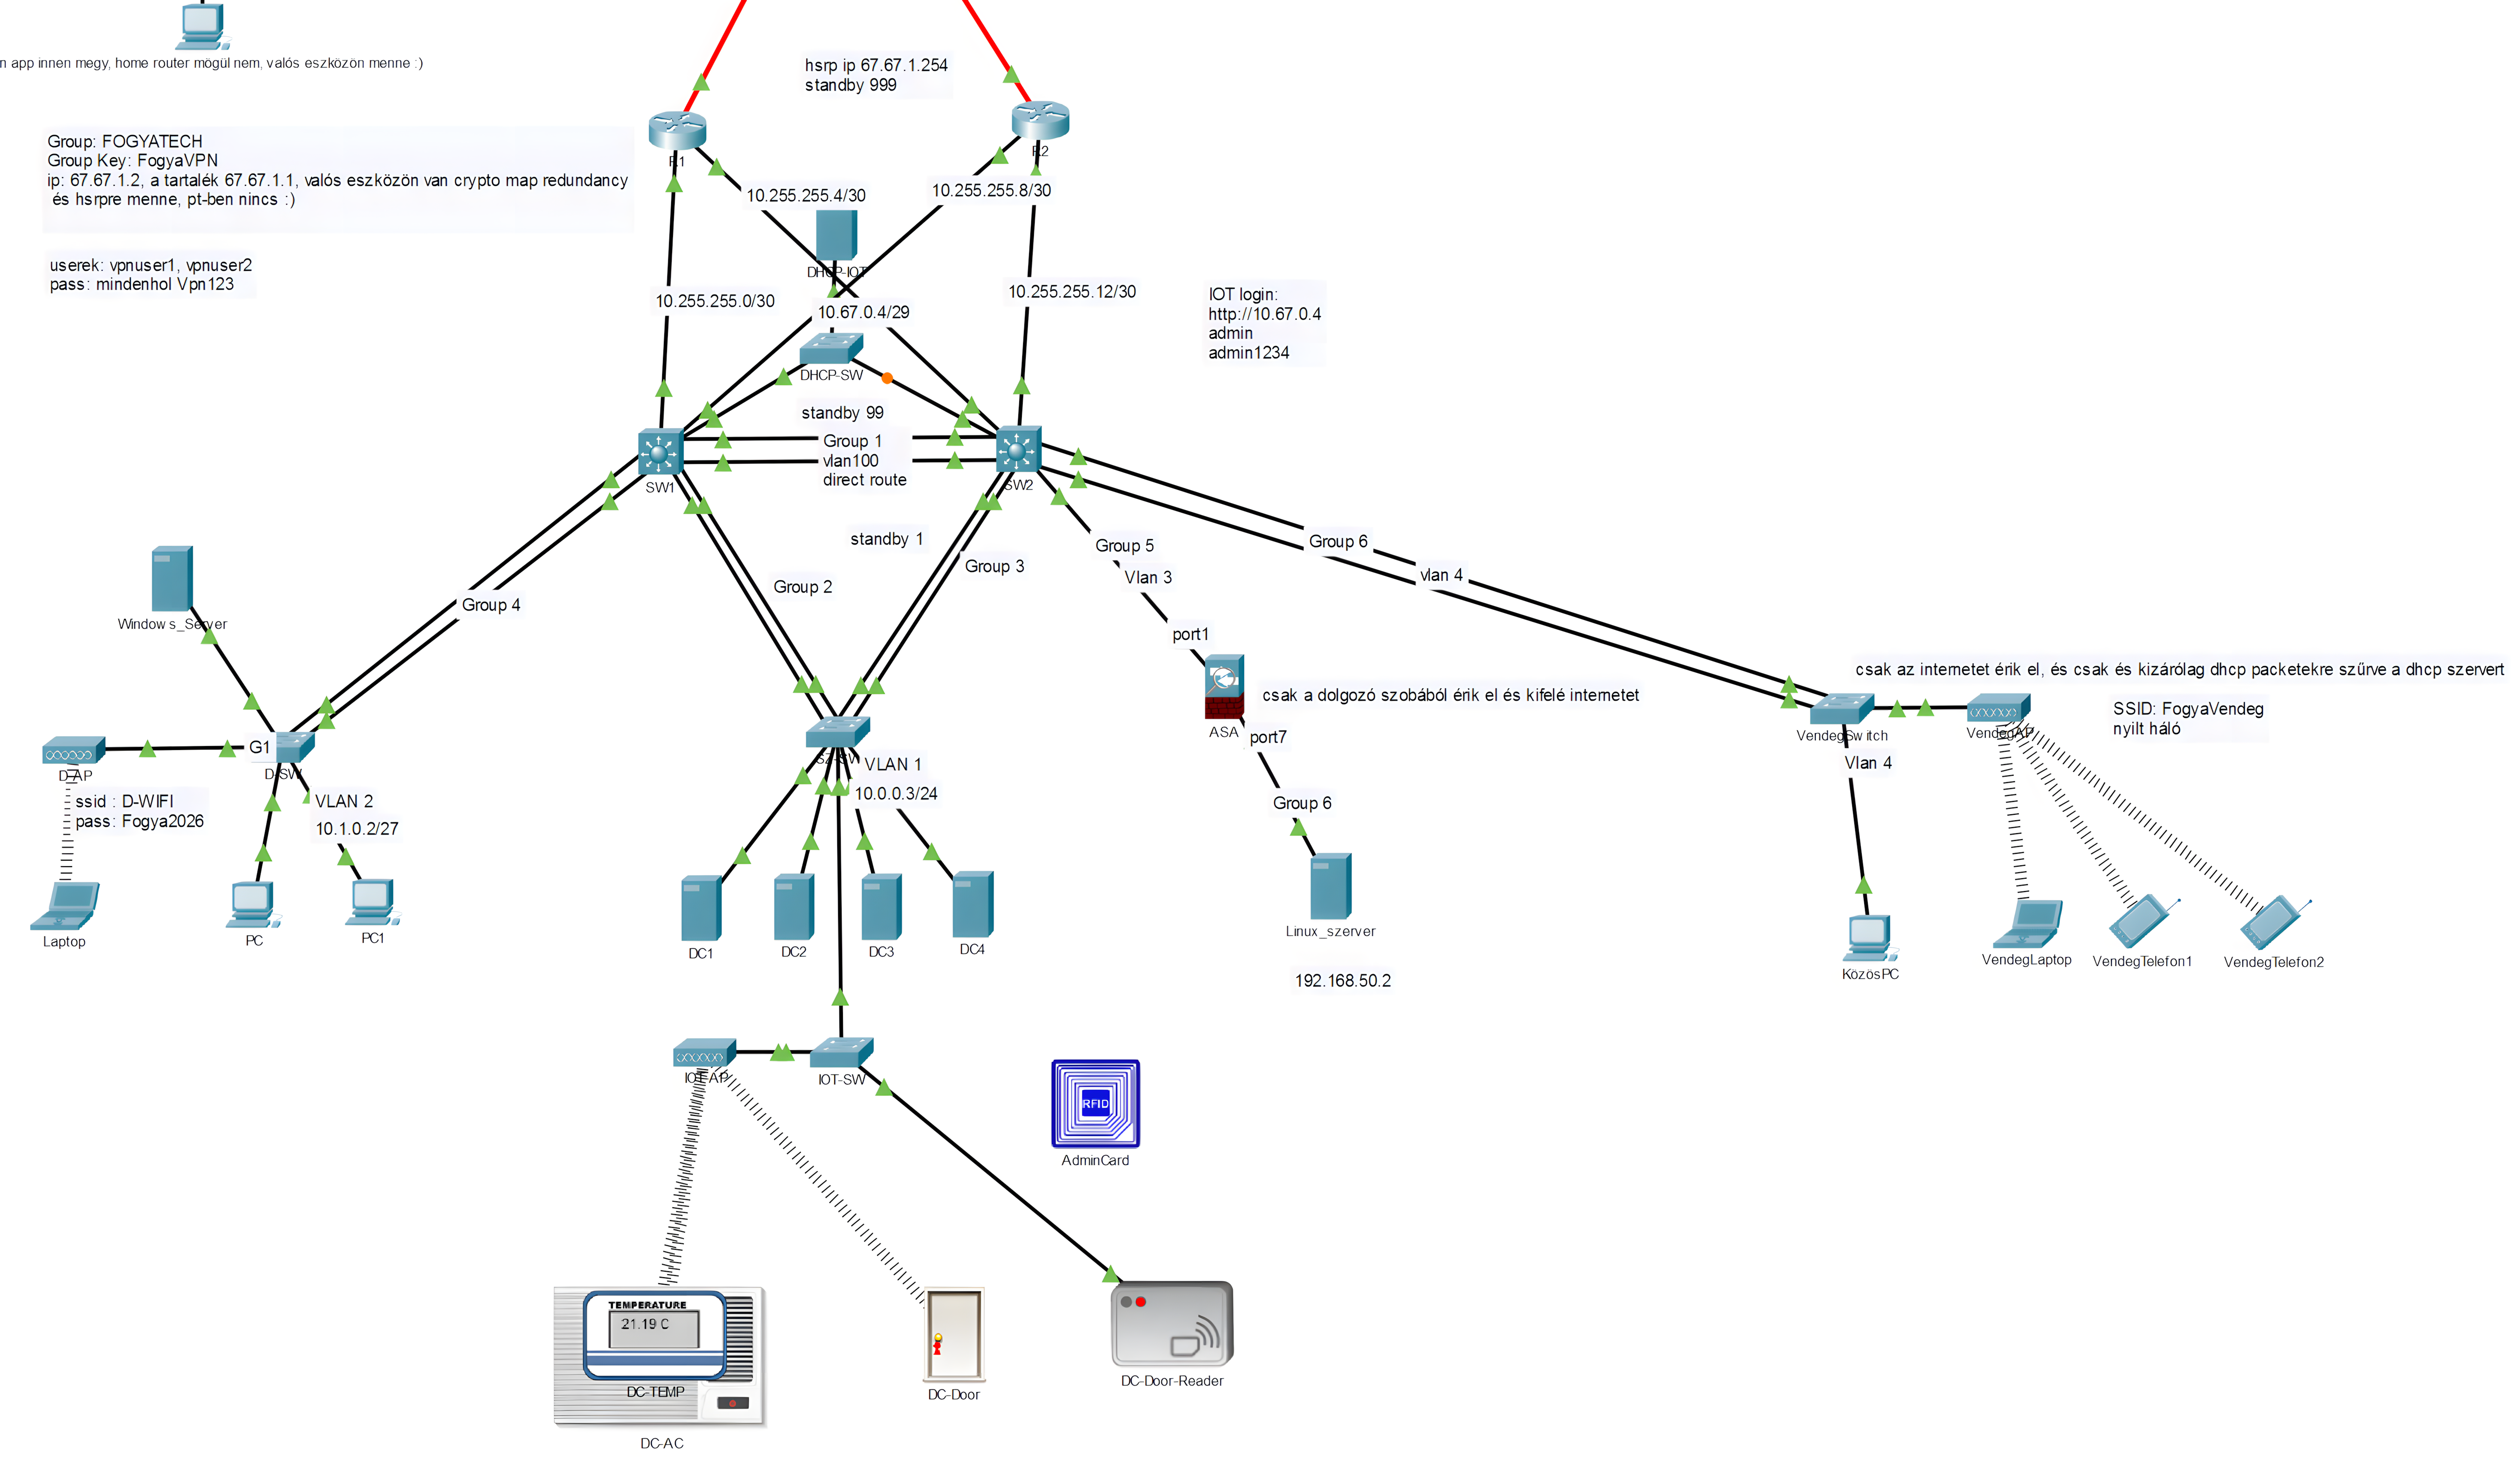 n app innen megy, home router mögül nem, valós eszközön menne :)
hsrp ip 67.67.1.254
standby 999
Group: FOGYATECH
Group Key: FogyaVPN
ip: 67.67.1.2, a tartalék 67.67.1.1, valós eszközön van crypto map redundancy
és hsrpre menne, pt-ben nincs :)
userek: vpnuser1, vpnuser2
pass: mindenhol Vpn123
R1
R2
10.255.255.4/30
10.255.255.8/30
DHCP-IOT
10.255.255.0/30
10.67.0.4/29
10.255.255.12/30
IOT login:
http://10.67.0.4
admin
admin1234
DHCP-SW
standby 99
Group 1
vlan100
direct route
SW1
SW2
standby 1
Group 2
Group 3
Group 4
Group 5
Vlan 3
port1
Group 6
vlan 4
Windows_Server
csak a dolgozó szobából érik el és kifelé internetet
ASA
port7
Group 6
Linux_szerver
192.168.50.2
csak az internetet érik el, és csak és kizárólag dhcp packetekre szűrve a dhcp szervert
SSID: FogyaVendeg
nyilt háló
VendegSwitch
VendegAP
Vlan 4
KözösPC
VendegLaptop
VendegTelefon1
VendegTelefon2
G1
D-AP
D-SW
ssid : D-WIFI
pass: Fogya2026
VLAN 2
10.1.0.2/27
Laptop
PC
PC1
SZ-SW
VLAN 1
10.0.0.3/24
DC1
DC2
DC3
DC4
IOT-AP
IOT-SW
RFID
AdminCard
TEMPERATURE
21.19 C
DC-TEMP
DC-AC
DC-Door
DC-Door-Reader